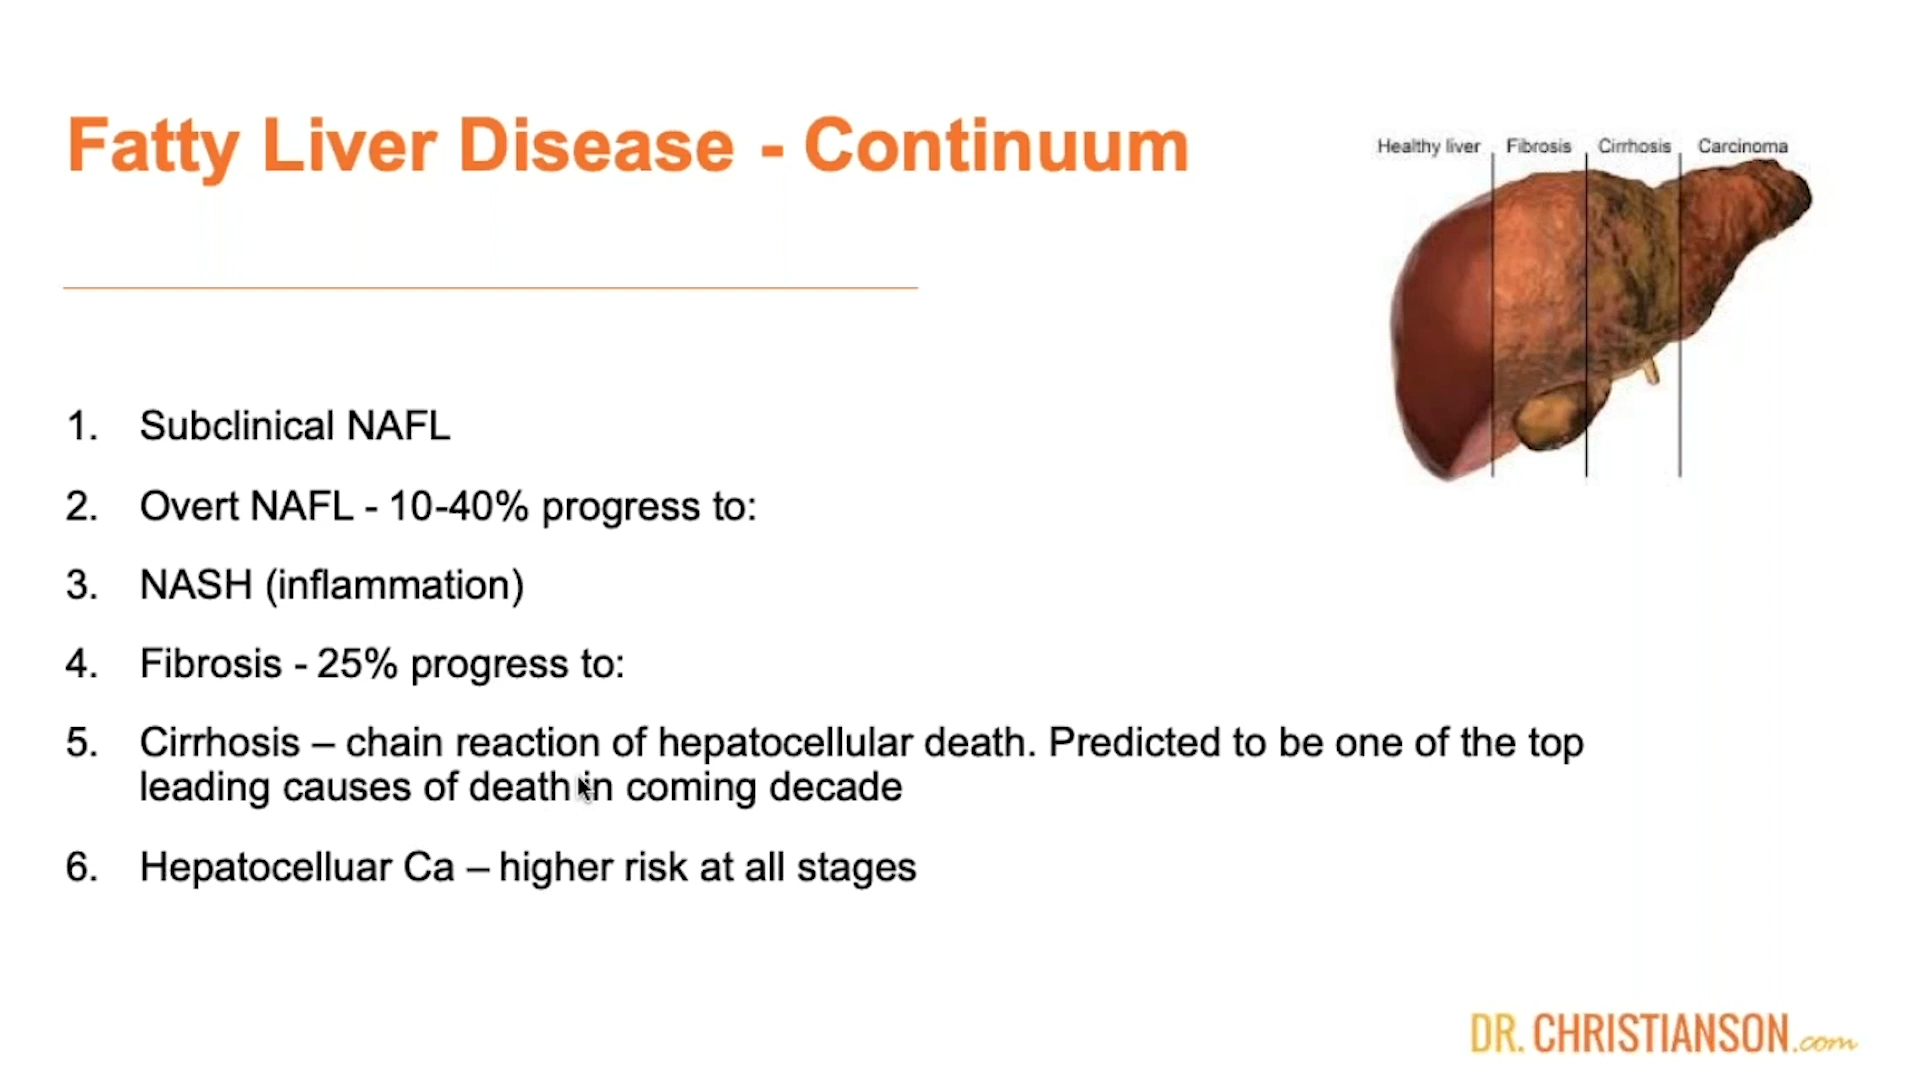 Fatty Liver Disease - Continuum
Healthy liver Fibrosis Cirrhosis Carcinoma
1. Subclinical NAFL
2. Overt NAFL - 10-40% progress to:
3. NASH (inflammation)
4. Fibrosis - 25% progress to:
5. Cirrhosis – chain reaction of hepatocellular death. Predicted to be one of the top
leading causes of death in coming decade
6. Hepatocelluar Ca – higher risk at all stages
DR. CHRISTIANSON.com